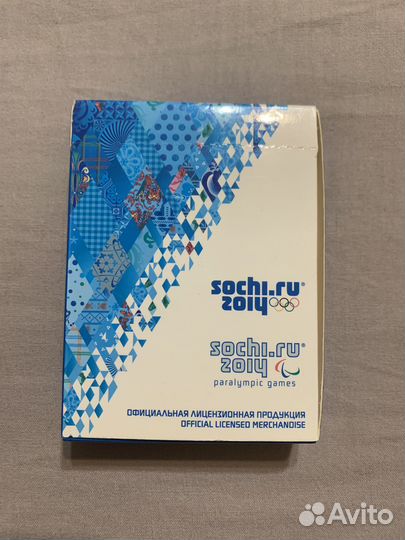 sochi.ru
2014
sochi.ru
2014
paralympic games
ОФИЦИАЛЬНАЯ ЛИЦЕНЗИОННАЯ ПРОДУКЦИЯ
OFFICIAL LICENSED MERCHANDISE
Avito